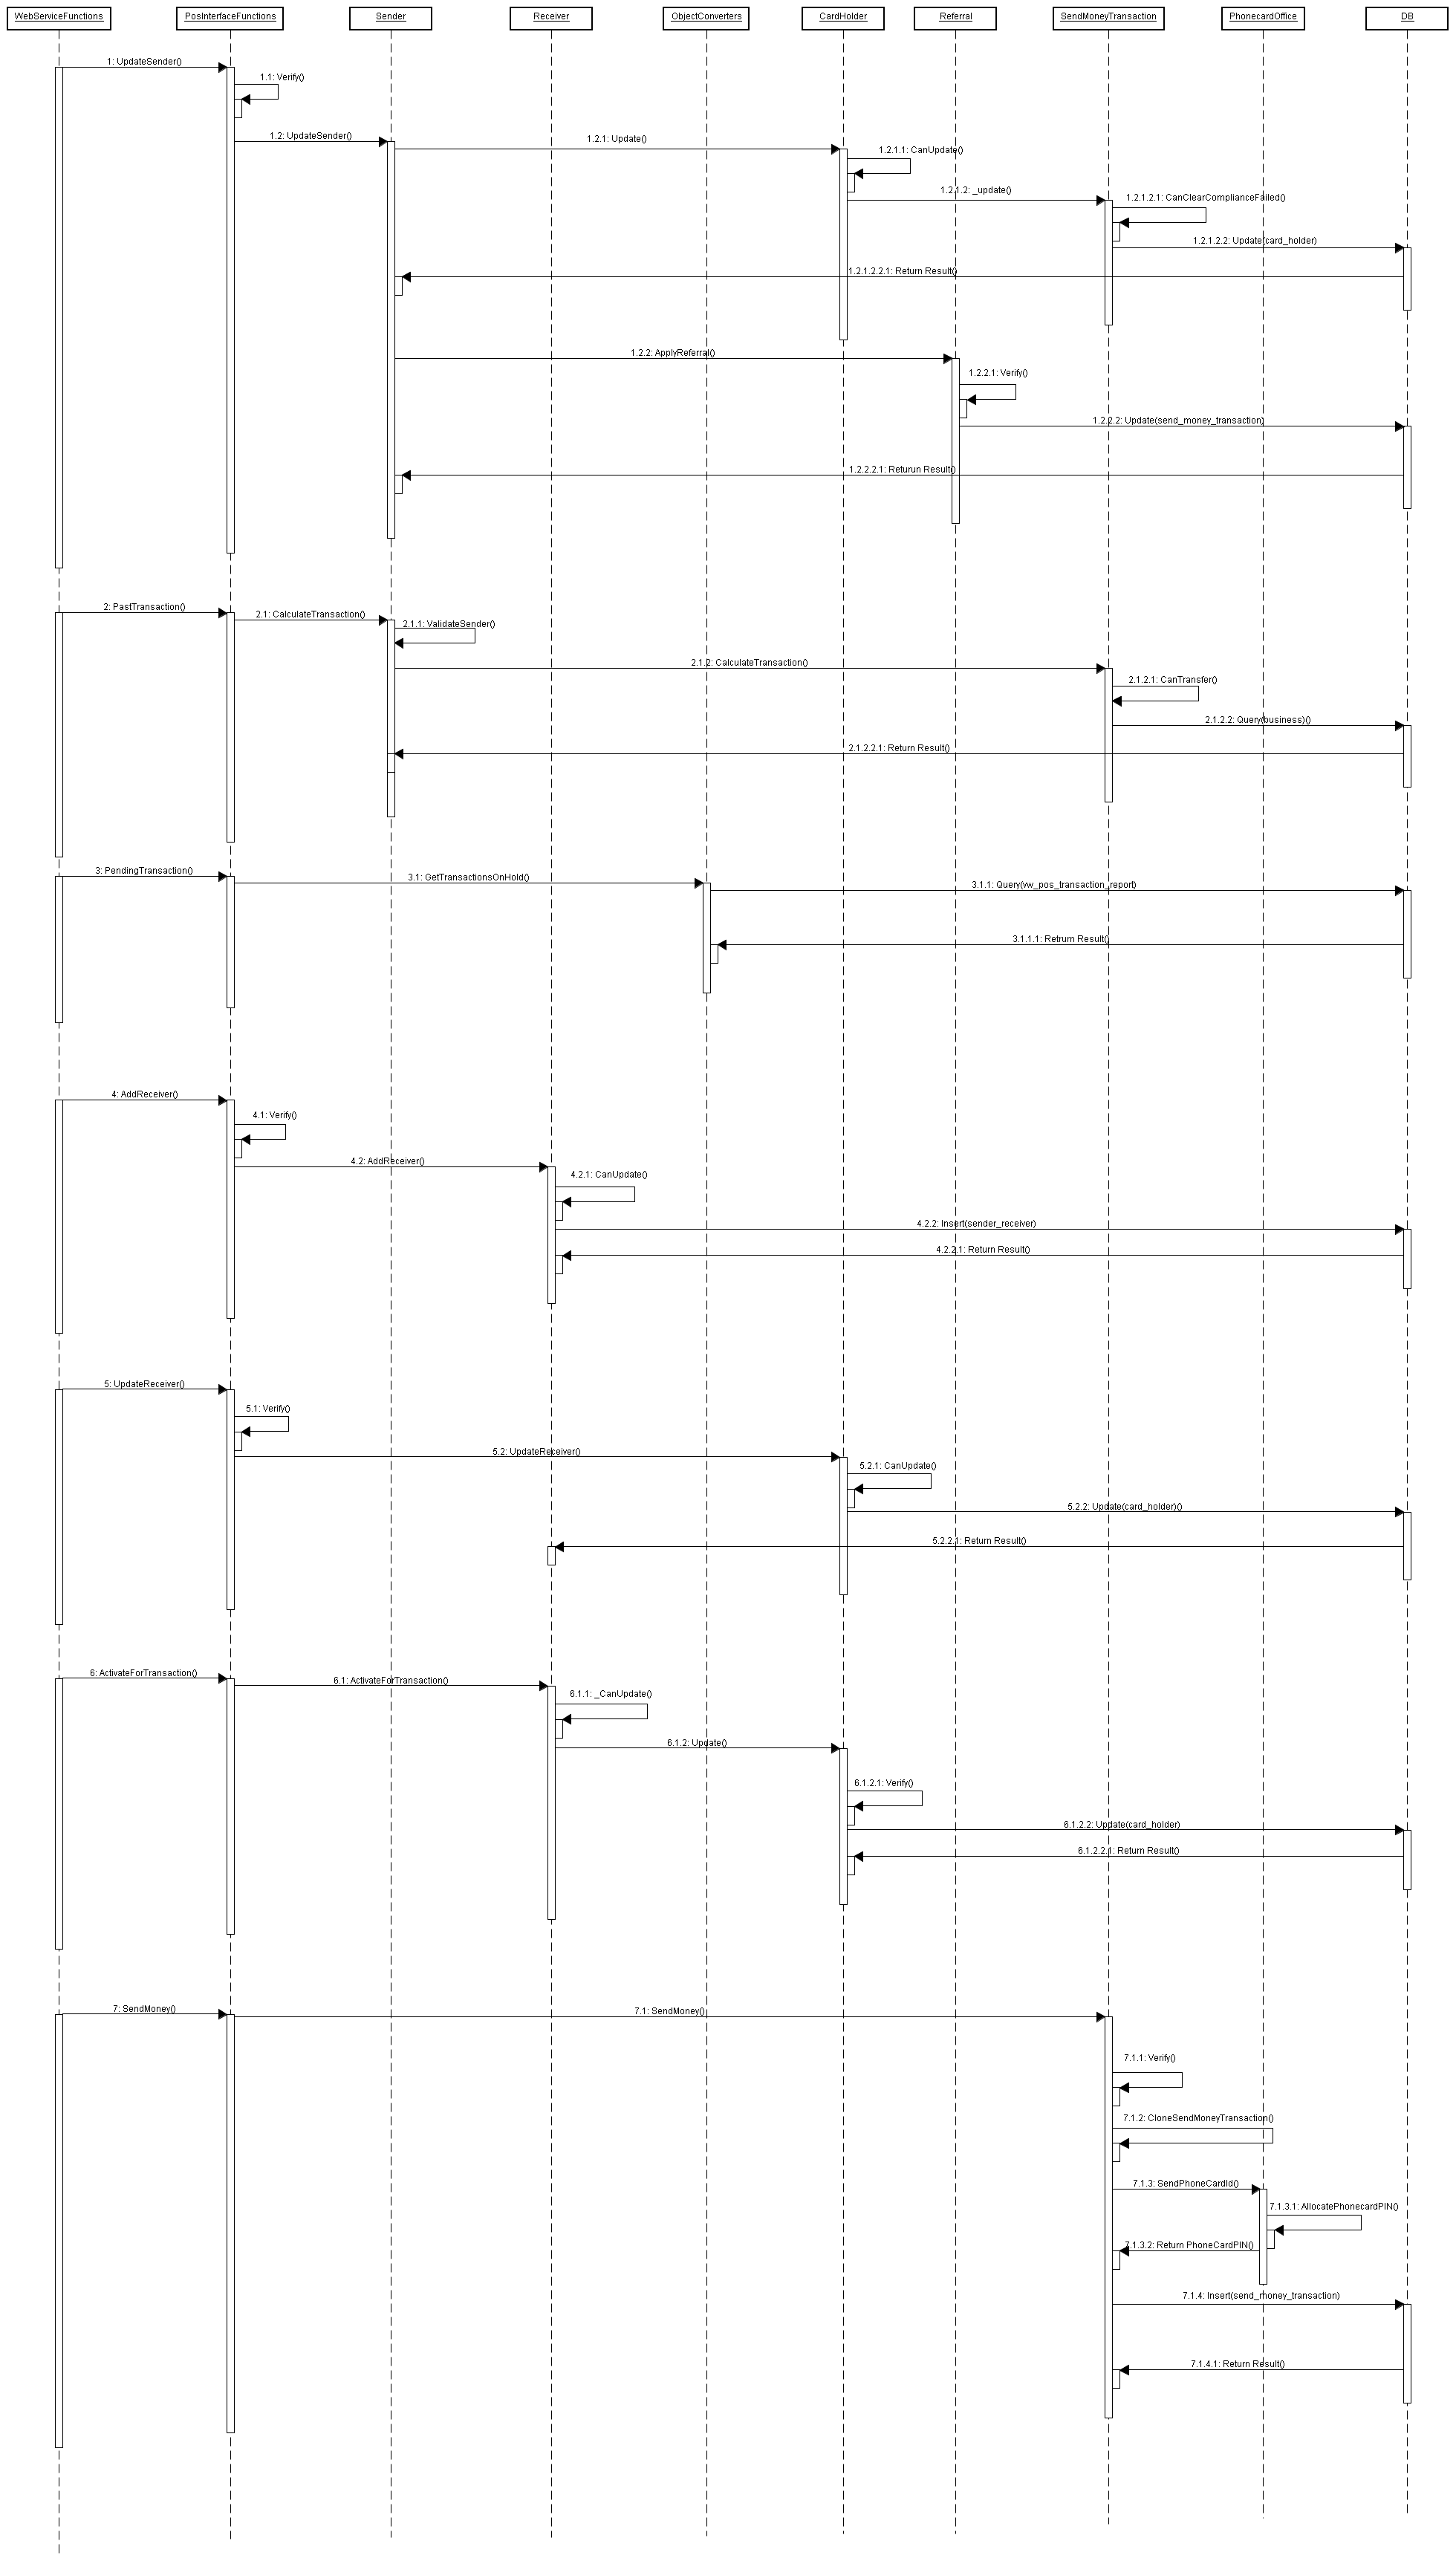 WebServiceFunctions
PosInterfaceFunctions
Sender
Receiver
ObjectConverters
CardHolder
Referral
SendMoneyTransaction
PhonecardOffice
DB
1: UpdateSender()
1.1: Verify()
1.2: UpdateSender()
1.2.1: Update()
1.2.1.1: CanUpdate()
1.2.1.2: _update()
1.2.1.2.1: CanClearComplianceFailed()
1.2.1.2.2: Update(card_holder)
1.2.1.2.2.1: Return Result()
1.2.2: ApplyReferral()
1.2.2.1: Verify()
1.2.2.2: Update(send_money_transaction)
1.2.2.2.1: Returun Result()
2: PastTransaction()
2.1: CalculateTransaction()
2.1.1: ValidateSender()
2.1.2: CalculateTransaction()
2.1.2.1: CanTransfer()
2.1.2.2: Query(business)()
2.1.2.2.1: Return Result()
3: PendingTransaction()
3.1: GetTransactionsOnHold()
3.1.1: Query(vw_pos_transaction_report)
3.1.1.1: Retrurn Result()
4: AddReceiver()
4.1: Verify()
4.2: AddReceiver()
4.2.1: CanUpdate()
4.2.2: Insert(sender_receiver)
4.2.2.1: Return Result()
5: UpdateReceiver()
5.1: Verify()
5.2: UpdateReceiver()
5.2.1: CanUpdate()
5.2.2: Update(card_holder)()
5.2.2.1: Return Result()
6: ActivateForTransaction()
6.1: ActivateForTransaction()
6.1.1: _CanUpdate()
6.1.2: Update()
6.1.2.1: Verify()
6.1.2.2: Update(card_holder)
6.1.2.2.1: Return Result()
7: SendMoney()
7.1: SendMoney()
7.1.1: Verify()
7.1.2: CloneSendMoneyTransaction()
7.1.3: SendPhoneCardId()
7.1.3.1: AllocatePhonecardPIN()
7.1.3.2: Return PhoneCardPIN()
7.1.4: Insert(send_money_transaction)
7.1.4.1: Return Result()